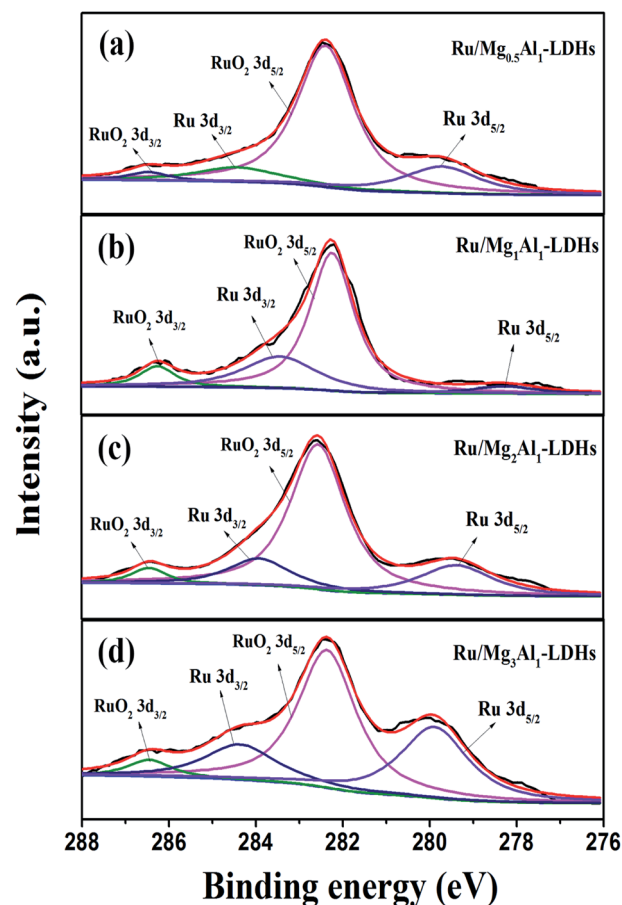 (a)
Ru/Mg₀.₅Al₁-LDHs
RuO₂ 3d₅/₂
RuO₂ 3d₃/₂
Ru 3d₃/₂
Ru 3d₅/₂
(b)
Ru/Mg₁Al₁-LDHs
RuO₂ 3d₅/₂
Ru 3d₃/₂
RuO₂ 3d₃/₂
Ru 3d₅/₂
(c)
Ru/Mg₂Al₁-LDHs
RuO₂ 3d₅/₂
RuO₂ 3d₃/₂
Ru 3d₃/₂
Ru 3d₅/₂
(d)
Ru/Mg₃Al₁-LDHs
RuO₂ 3d₅/₂
Ru 3d₃/₂
RuO₂ 3d₃/₂
Ru 3d₅/₂
288 286 284 282 280 278 276
Binding energy (eV)
Intensity (a.u.)